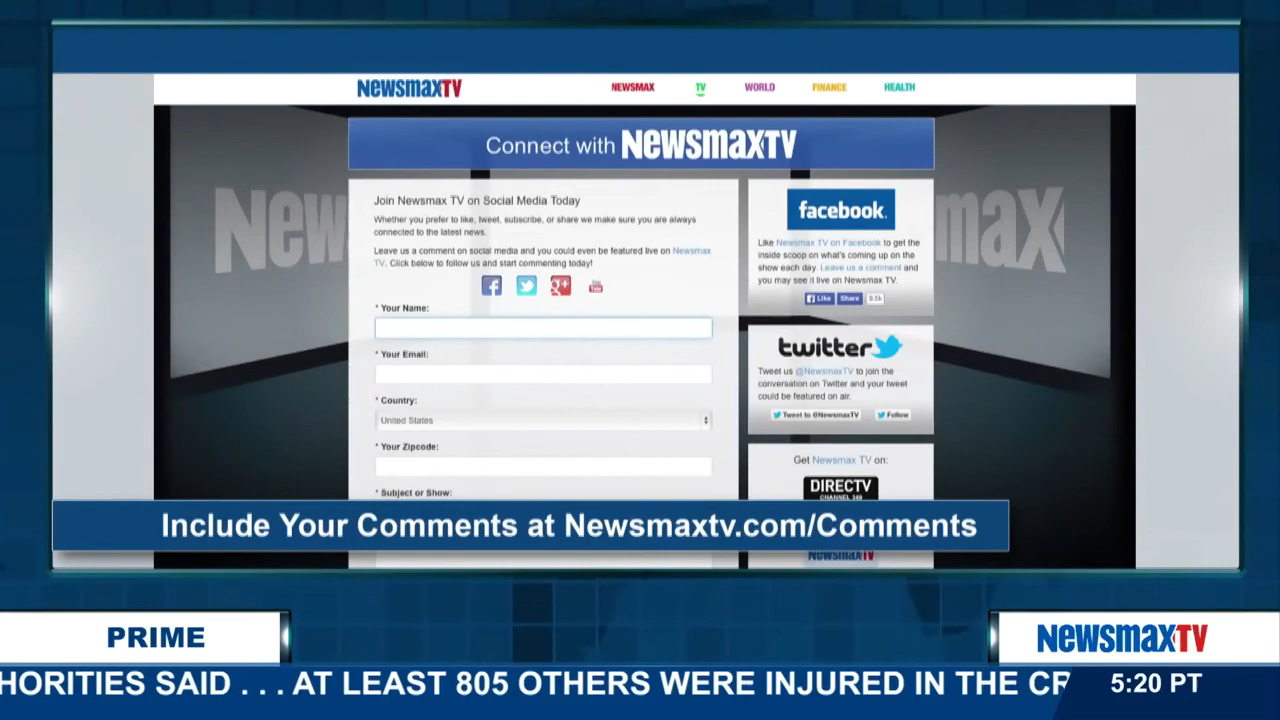 NEWSMAXTV
NEWSMAX TV WORLD FINANCE HEALTH
Connect with NEWSMAXTV
Join Newsmax TV on Social Media Today
Whether you prefer to like, tweet, subscribe, or share we make sure you are always
connected to the latest news.
Leave us a comment on social media and you could even be featured live on Newsmax
TV. Click below to follow us and start commenting today!
* Your Name:
* Your Email:
* Country:
United States
* Your Zipcode:
* Subject or Show:
facebook.
Like Newsmax TV on Facebook to get the
inside scoop on what's coming up on the
show each day. Leave us a comment and
you may see it live on Newsmax TV.
Like Share 9.5k
twitter
Tweet us @NewsmaxTV to join the
conversation on Twitter and your tweet
could be featured on air.
Tweet to @NewsmaxTV Follow
Get Newsmax TV on:
DIRECTV
CHANNEL 349
NEWSMAXTV
New
max
Include Your Comments at Newsmaxtv.com/Comments
PRIME
NEWSMAXTV
HORITIES SAID . . . AT LEAST 805 OTHERS WERE INJURED IN THE CR
5:20 PT